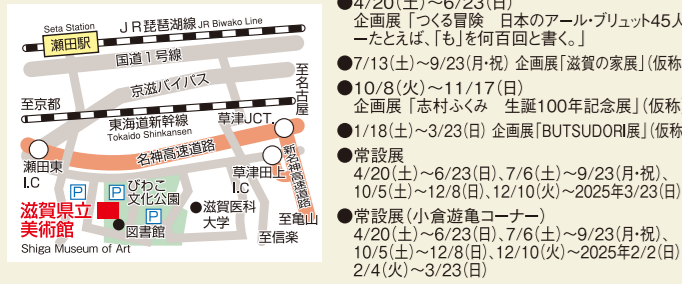 Seta Station
JR琵琶湖線 JR Biwako Line
瀬田駅
国道1号線
京滋バイパス
至名古屋
至京都
東海道新幹線
Tokaido Shinkansen
草津JCT.
名神高速道路
新名神高速道路
瀬田東
I.C
草津田上
I.C
P
P
P
びわこ
文化公園
滋賀県立
美術館
Shiga Museum of Art
図書館
●滋賀医科
大学
至亀山
至信楽
●4/20(土)〜6/23(日)
企画展「つくる冒険 日本のアール・ブリュット45人
ーたとえば、「も」を何百回と書く。」
●7/13(土)〜9/23(月・祝) 企画展「滋賀の家展」(仮称
●10/8(火)〜11/17(日)
企画展「志村ふくみ 生誕100年記念展」(仮称
●1/18(土)〜3/23(日) 企画展「BUTSUDORI展」(仮称
●常設展
4/20(土)〜6/23(日)、7/6(土)〜9/23(月・祝)、
10/5(土)〜12/8(日)、12/10(火)〜2025年3/23(日)
●常設展(小倉遊亀コーナー)
4/20(土)〜6/23(日)、7/6(土)〜9/23(月・祝)、
10/5(土)〜12/8(日)、12/10(火)〜2025年2/2(日)
2/4(火)〜3/23(日)